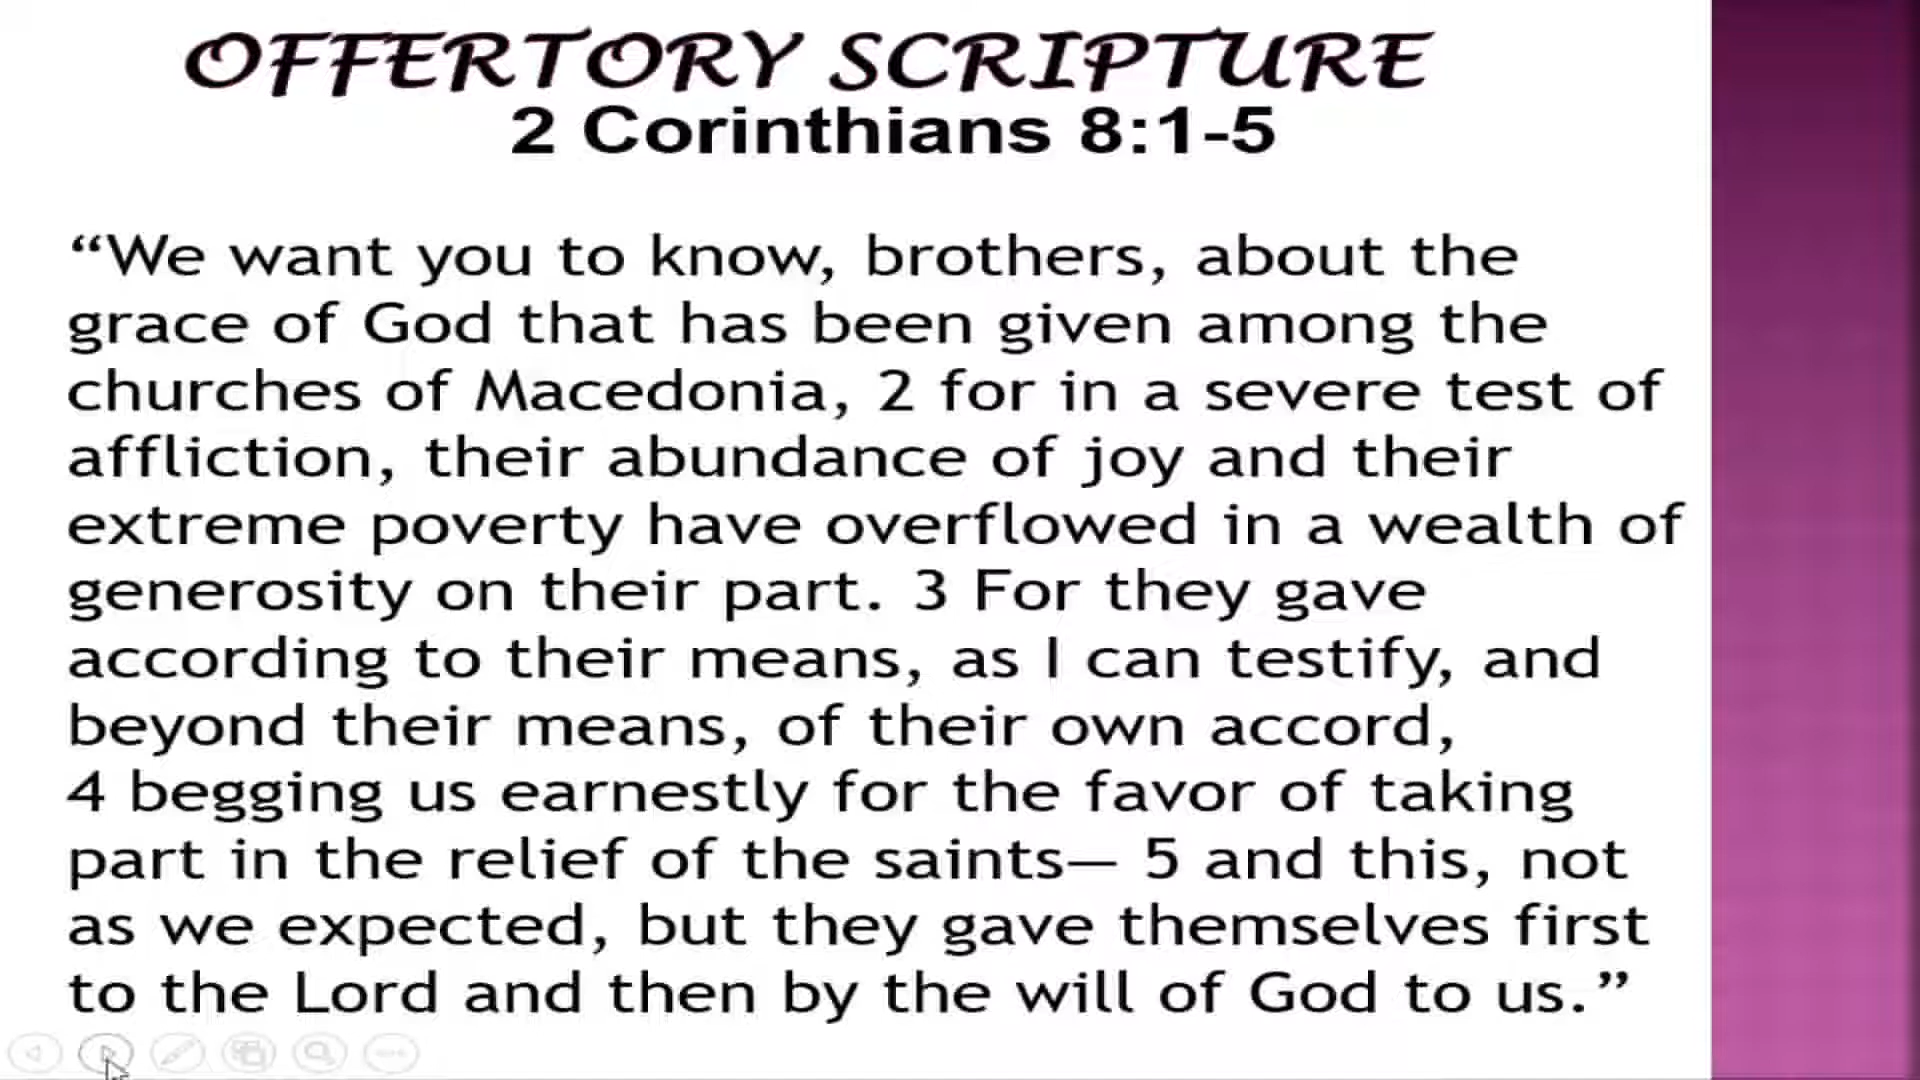 OFFERTORY SCRIPTURE
2 Corinthians 8:1-5
“We want you to know, brothers, about the
grace of God that has been given among the
churches of Macedonia, 2 for in a severe test of
affliction, their abundance of joy and their
extreme poverty have overflowed in a wealth of
generosity on their part. 3 For they gave
according to their means, as I can testify, and
beyond their means, of their own accord,
4 begging us earnestly for the favor of taking
part in the relief of the saints— 5 and this, not
as we expected, but they gave themselves first
to the Lord and then by the will of God to us.”